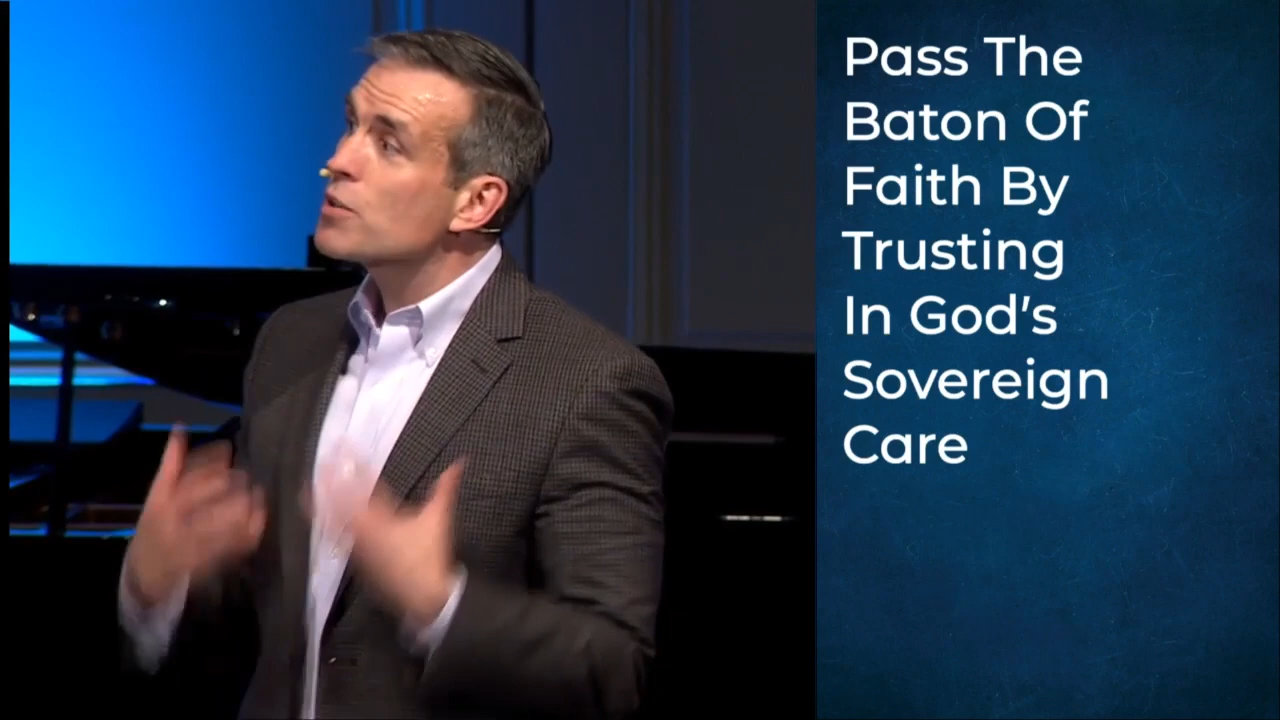 Pass The
Baton Of
Faith By
Trusting
In God's
Sovereign
Care